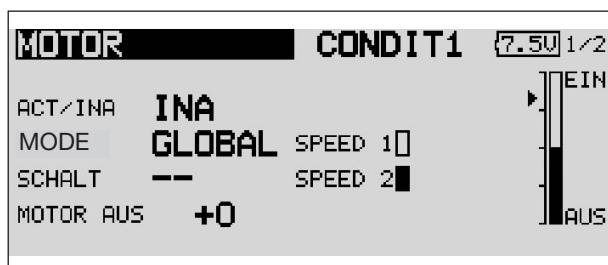 MOTOR CONDIT1 7.5V 1/2
EIN
ACT/INA INA
MODE GLOBAL SPEED 1
SCHALT -- SPEED 2
MOTOR AUS +0
AUS